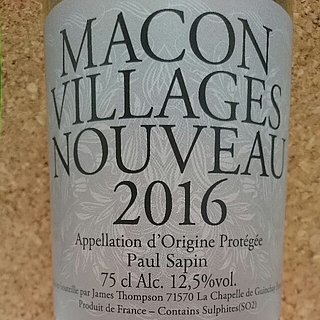 MACON
VILLAGES
NOUVEAU
2016
Appellation d'Origine Protégée
Paul Sapin
75 cl Alc. 12,5%vol.
par James Thompson 71570 La Chapelle de Guinchay
Produit de France – Contains Sulphites(SO2)